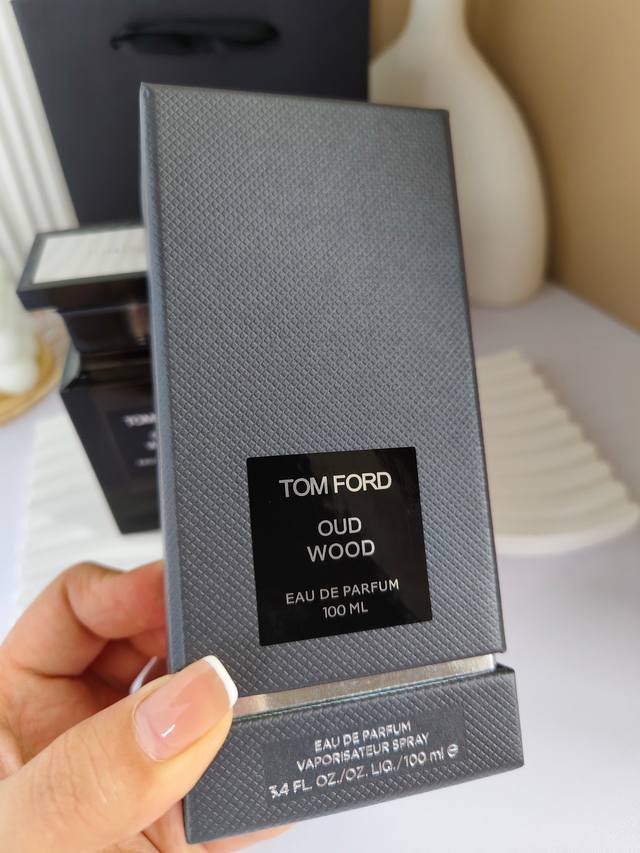 TOM FORD
OUD
WOOD
EAU DE PARFUM
100 ML
EAU DE PARFUM
VAPORISATEUR SPRAY
3.4 FL. OZ./OZ. LIQ./100 ml ℮
TOM